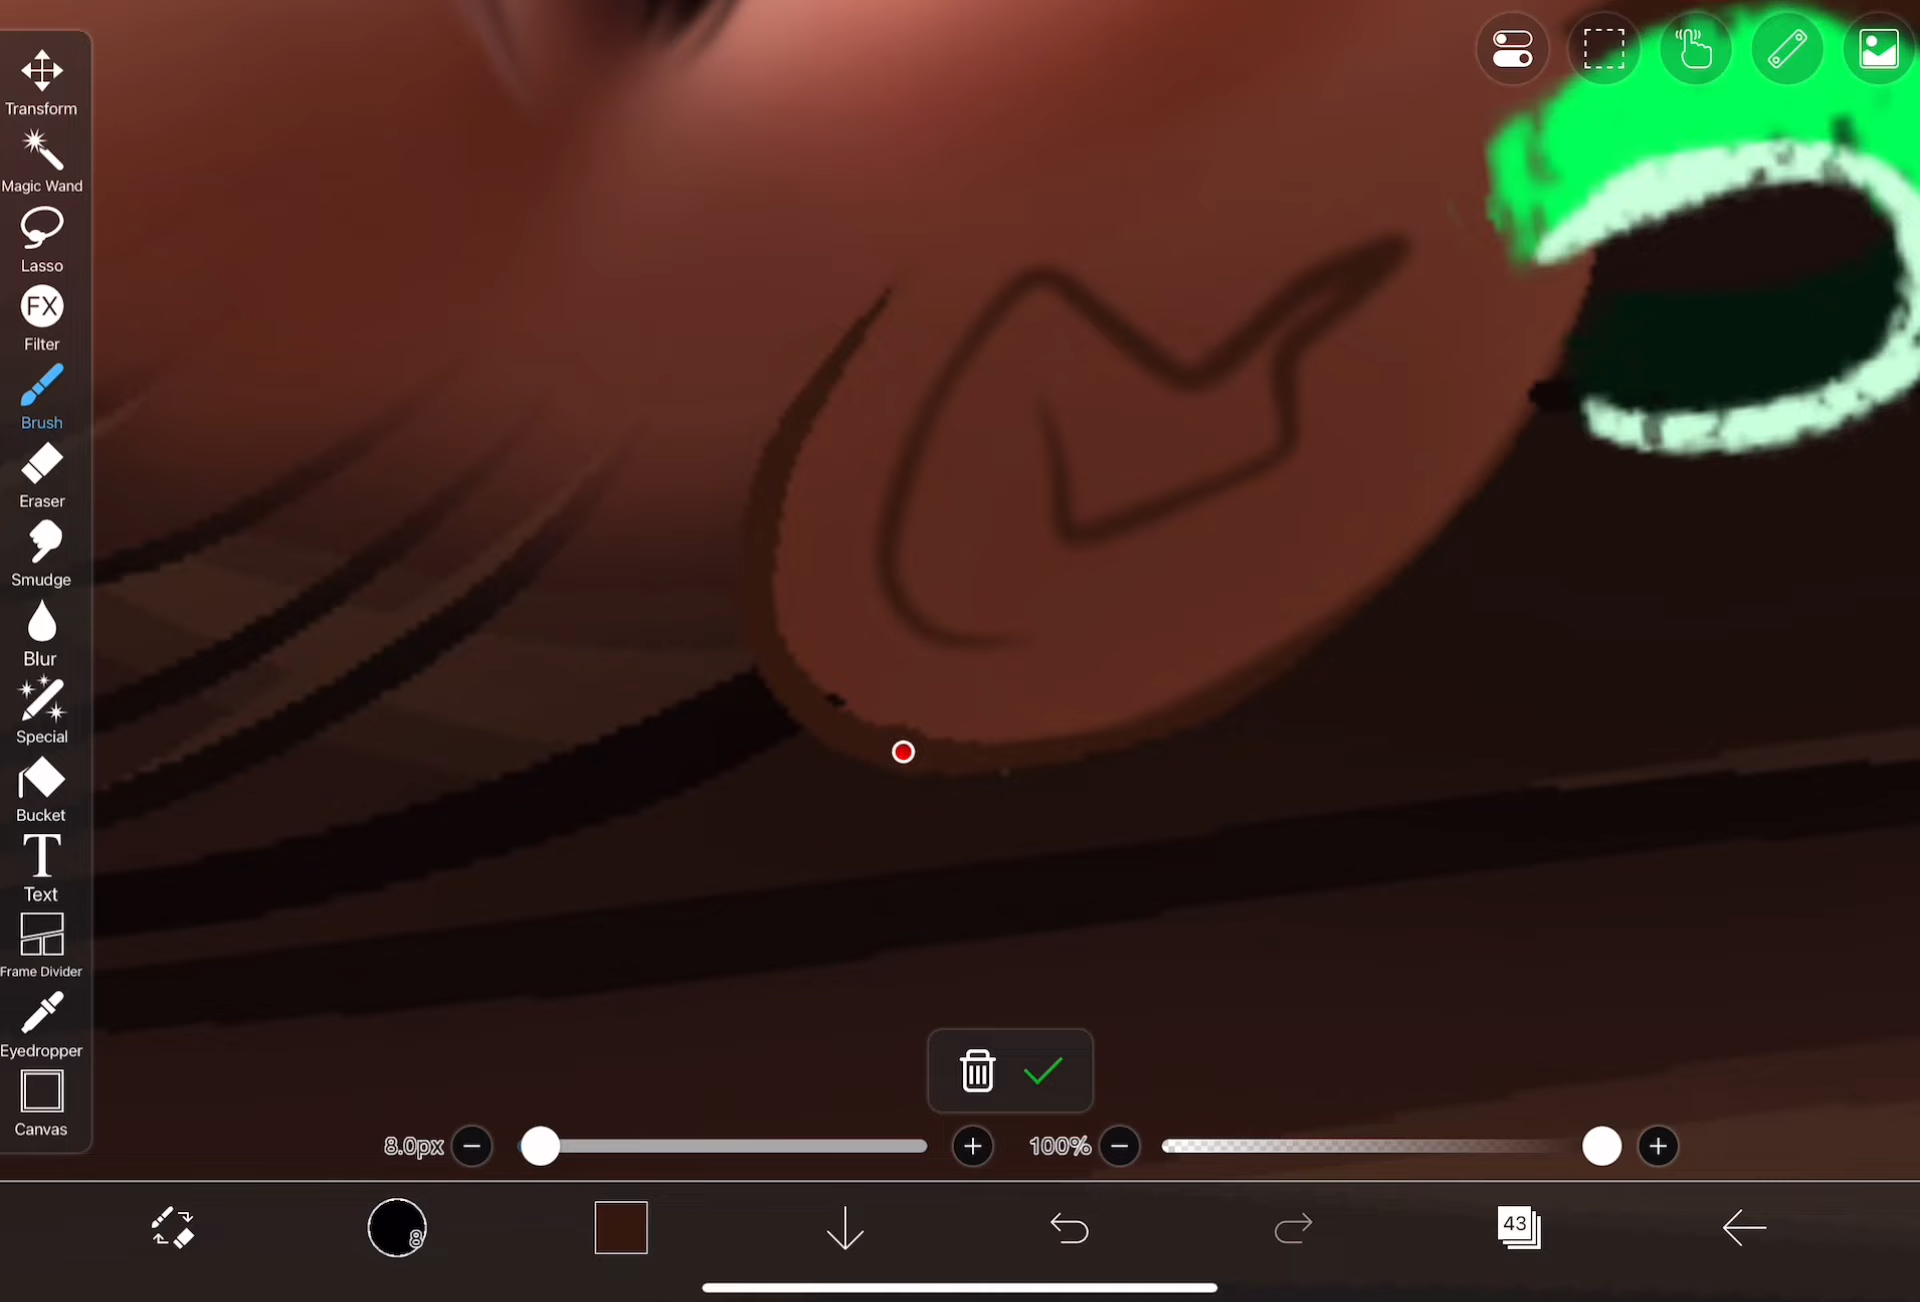 Transform
Magic Wand
Lasso
FX
Filter
Brush
Eraser
Smudge
Blur
Special
Bucket
T
Text
Frame Divider
Eyedropper
Canvas
8.0px
100%
8
43